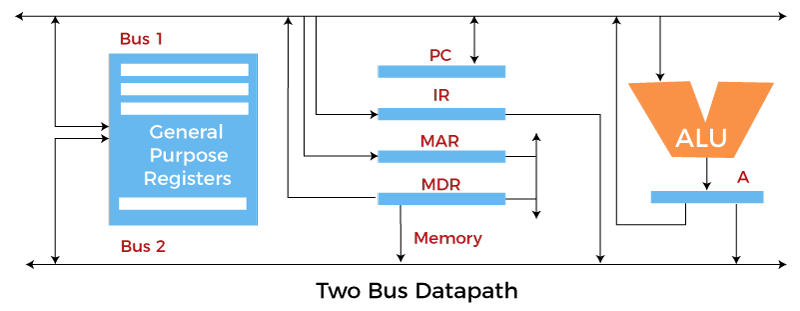 Bus 1
General
Purpose
Registers
Bus 2
PC
IR
MAR
MDR
Memory
ALU
A
Two Bus Datapath